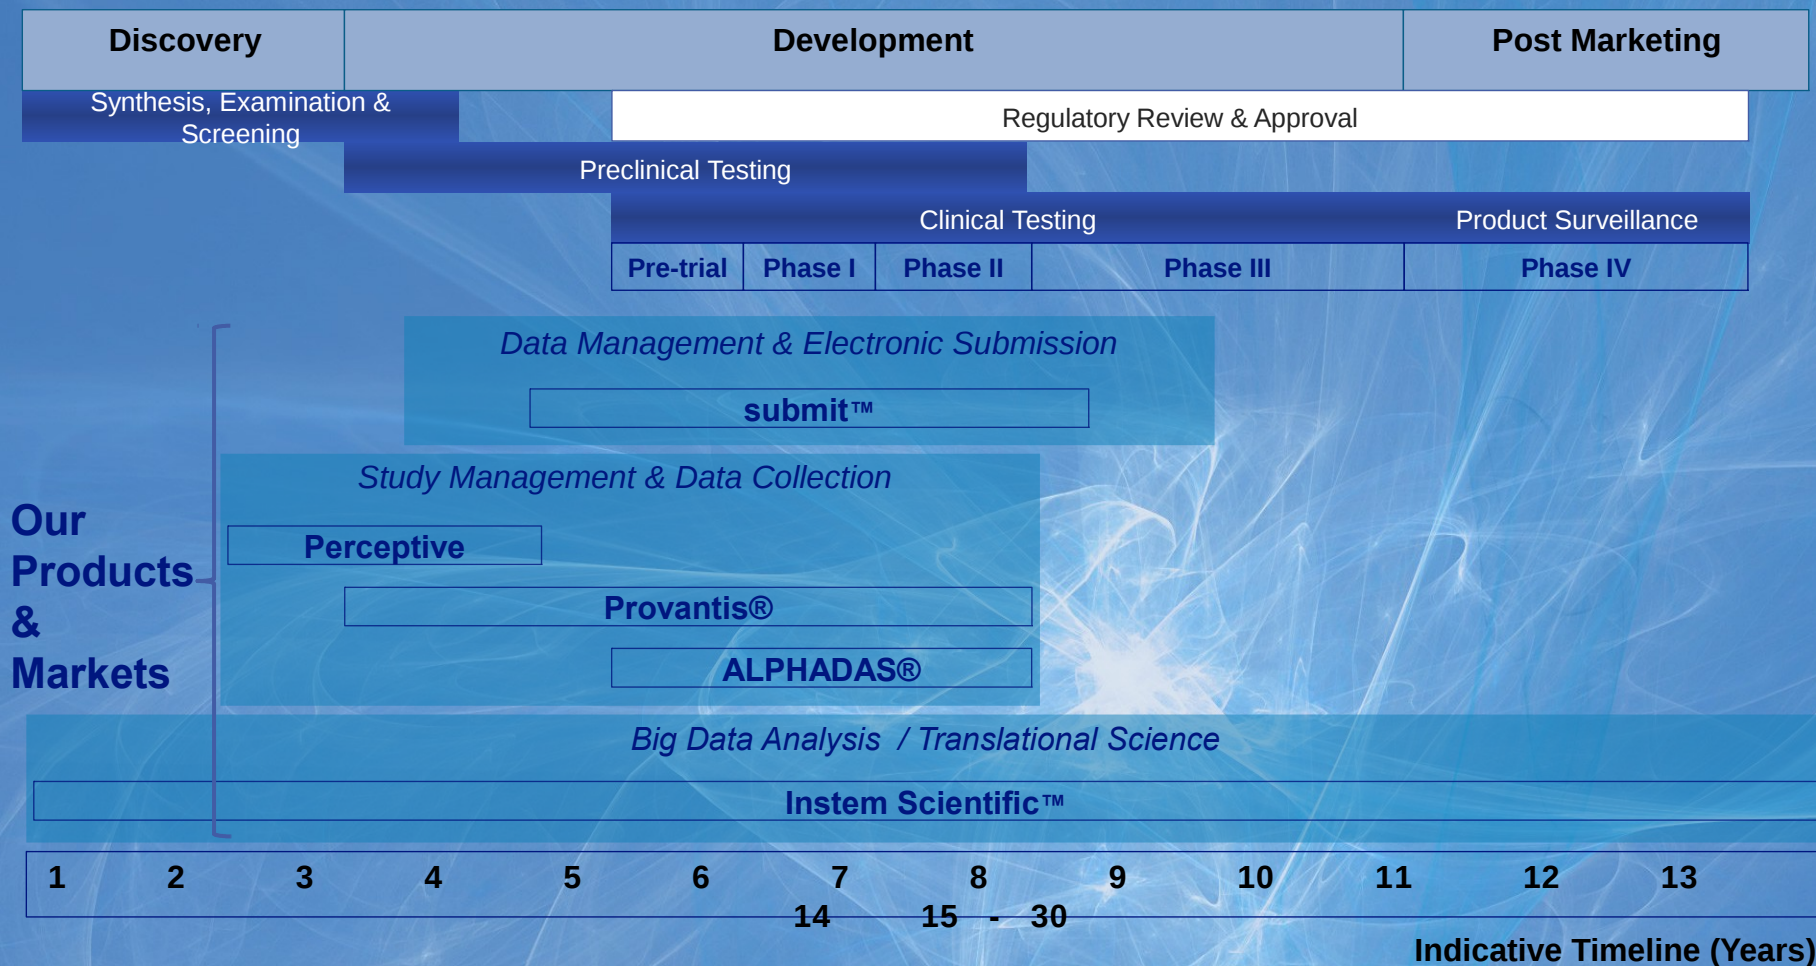 Discovery
Development
Post Marketing
Synthesis, Examination &
Screening
Regulatory Review & Approval
Preclinical Testing
Clinical Testing
Product Surveillance
Pre-trial
Phase I
Phase II
Phase III
Phase IV
Data Management & Electronic Submission
submit™
Study Management & Data Collection
Our
Products
&
Markets
Perceptive
Provantis®
ALPHADAS®
Big Data Analysis / Translational Science
Instem Scientific™
1 2 3 4 5 6 7 8 9 10 11 12 13
14 15 - 30
Indicative Timeline (Years)